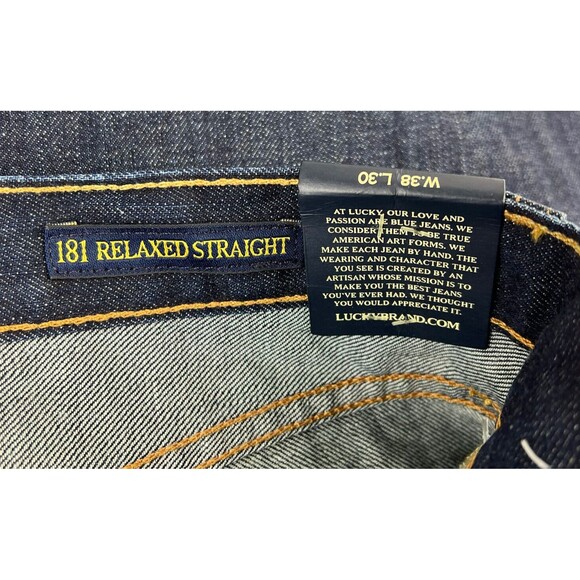 W.38 L.30
181 RELAXED STRAIGHT
AT LUCKY, OUR LOVE AND
PASSION ARE BLUE JEANS. WE
CONSIDER THEM TO BE TRUE
AMERICAN ART FORMS. WE
MAKE EACH JEAN BY HAND. THE
WEARING AND CHARACTER THAT
YOU SEE IS CREATED BY AN
ARTISAN WHOSE MISSION IS TO
MAKE YOU THE BEST JEANS
YOU'VE EVER HAD. WE THOUGHT
YOU WOULD APPRECIATE IT.
LUCKYBRAND.COM